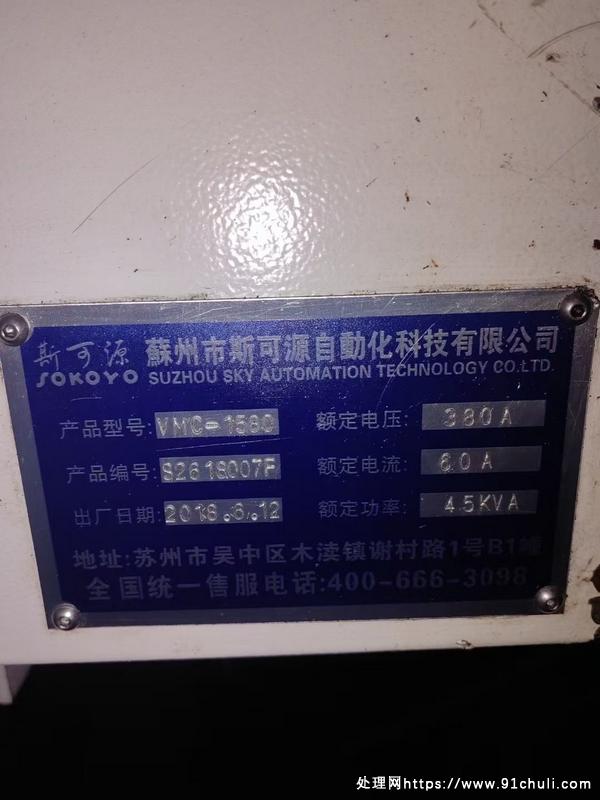 斯可源 蘇州市斯可源自動化科技有限公司
SOKOYO SUZHOU SKY AUTOMATION TECHNOLOGY CO.LTD.
产品型号: VMC-1580 额定电压: 380A
产品编号: S2618007F 额定电流: 60A
出厂日期: 2018.6.12 额定功率: 45KVA
地址:苏州市吴中区木渎镇谢村路1号B1幢
全国统一售服电话:400-666-3098
处理网https://www.91chuli.com/